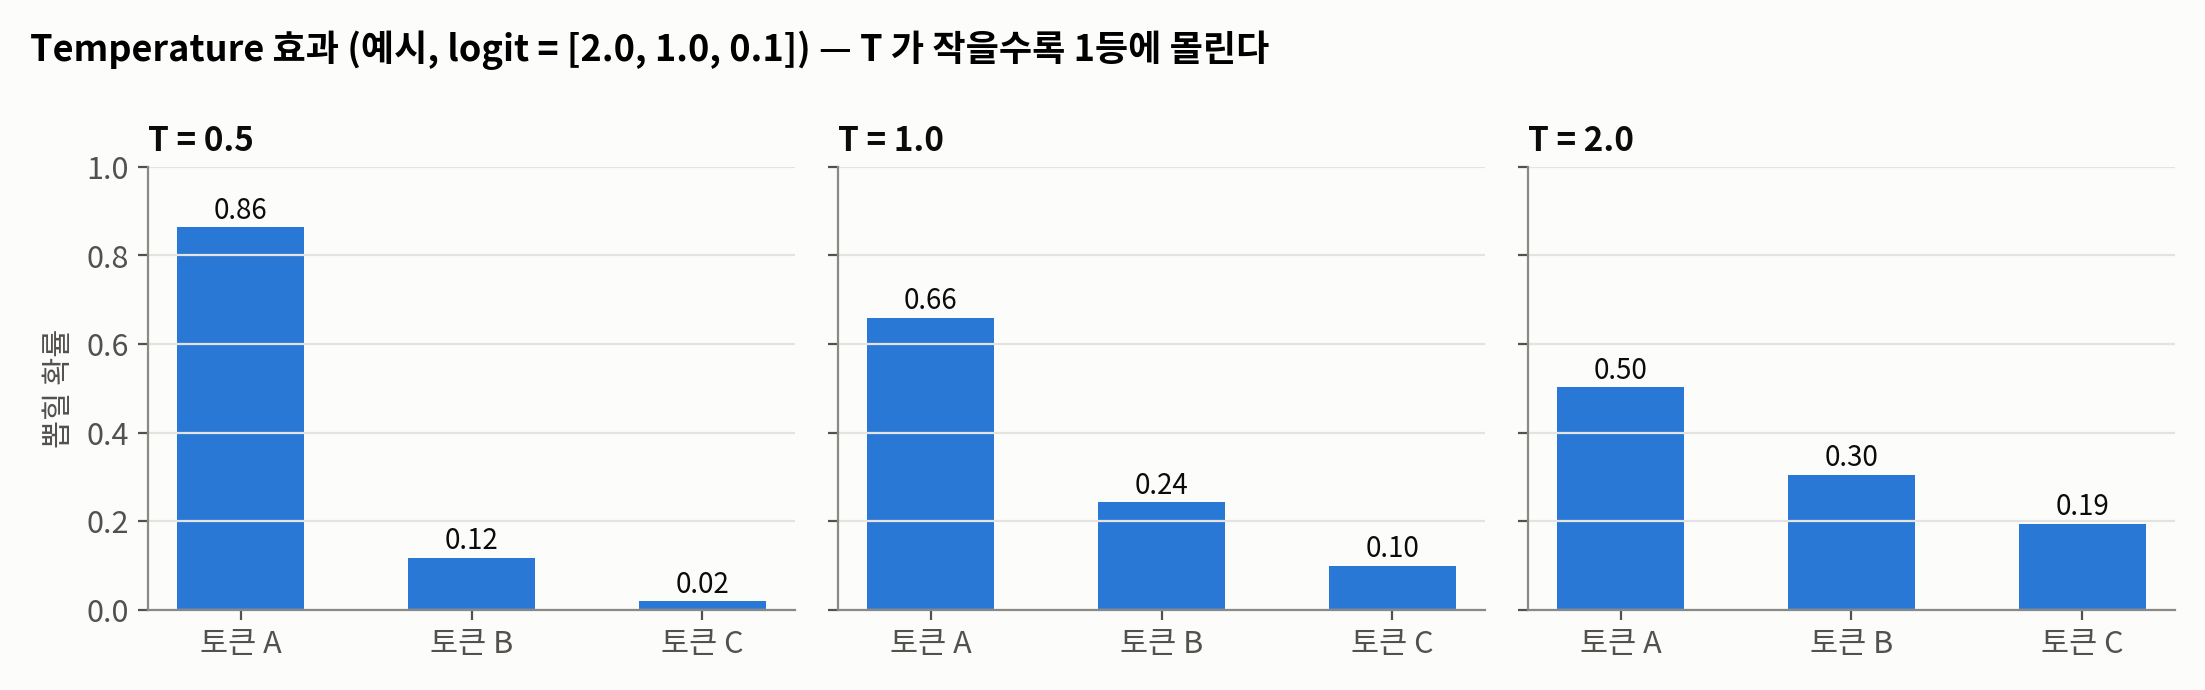 Temperature 효과 (예시, logit = [2.0, 1.0, 0.1]) — T 가 작을수록 1등에 몰린다
T = 0.5
T = 1.0
T = 2.0
뽑힐 확률
1.0
0.8
0.6
0.4
0.2
0.0
0.86
0.12
0.02
토큰 A
토큰 B
토큰 C
0.66
0.24
0.10
토큰 A
토큰 B
토큰 C
0.50
0.30
0.19
토큰 A
토큰 B
토큰 C